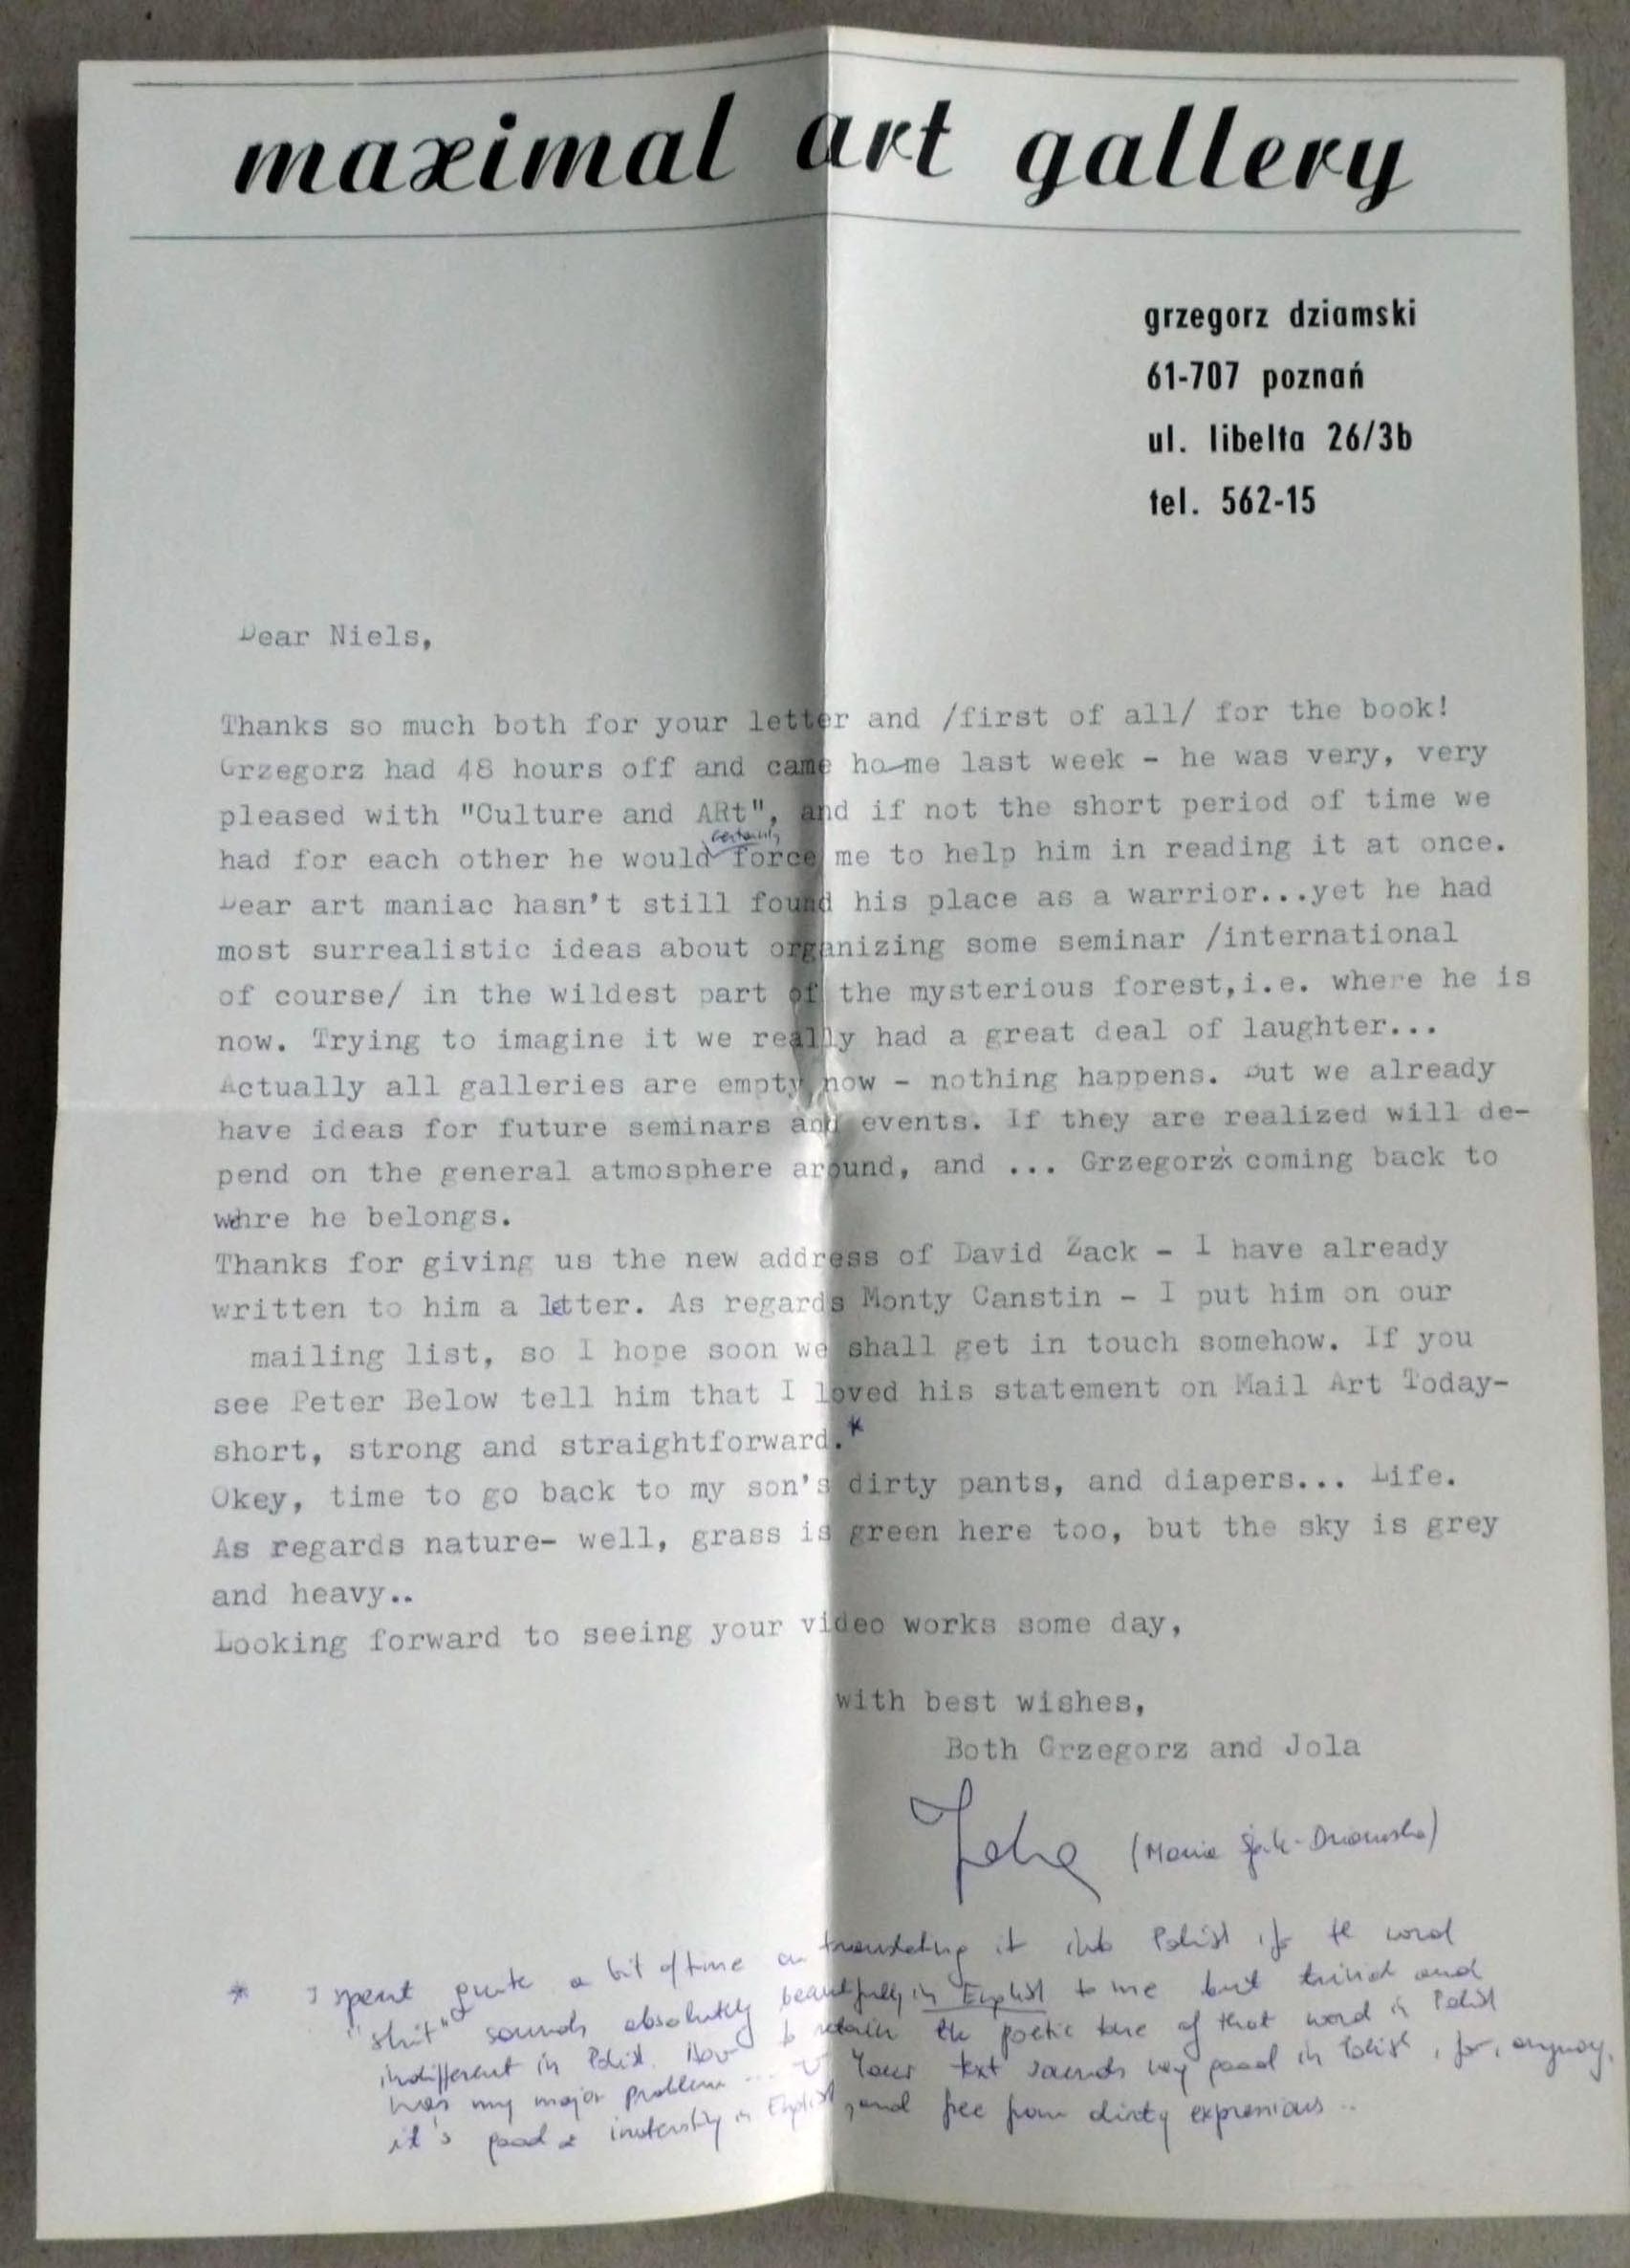 maximal art gallery
grzegorz dziamski
61-707 poznań
ul. libelta 26/3b
tel. 562-15
Dear Niels,
Thanks so much both for your letter and /first of all/ for the book!
Grzegorz had 48 hours off and came home last week - he was very, very
pleased with "Culture and ARt", and if not the short period of time we
certainly
had for each other he would force me to help him in reading it at once.
Dear art maniac hasn't still found his place as a warrior...yet he had
most surrealistic ideas about organizing some seminar /international
of course/ in the wildest part of the mysterious forest,i.e. where he is
now. Trying to imagine it we really had a great deal of laughter...
Actually all galleries are empty now - nothing happens. But we already
have ideas for future seminars and events. If they are realized will de-
pend on the general atmosphere around, and ... Grzegorz's coming back to
wehre he belongs.
Thanks for giving us the new address of David Zack - I have already
written to him a letter. As regards Monty Canstin - I put him on our
mailing list, so I hope soon we shall get in touch somehow. If you
see Peter Below tell him that I loved his statement on Mail Art Today-
short, strong and straightforward.*
Okey, time to go back to my son's dirty pants, and diapers... Life.
As regards nature- well, grass is green here too, but the sky is grey
and heavy..
Looking forward to seeing your video works some day,
with best wishes,
Both Grzegorz and Jola
Jola (Maria
* I spent quite a bit of time on translating it into Polish for the word
"shit" sounds absolutely beautifully in English to me but and
indifferent in Polish. How to retain the poetic tone of that word in Polish
was my major problem ... Your text sounds very good in Polish, for, anyway,
it's good & in English, and free from dirty expressions ..